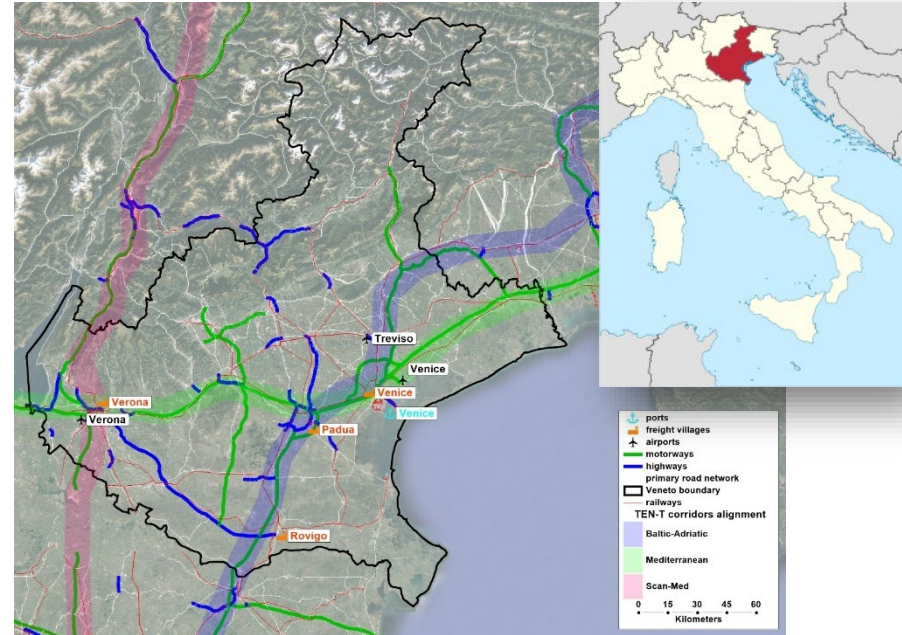 Treviso
Venice
Venice
Venice
Verona
Verona
Padua
Rovigo
ports
freight villages
airports
motorways
highways
primary road network
Veneto boundary
railways
TEN-T corridors alignment
Baltic-Adriatic
Mediterranean
Scan-Med
0 15 30 45 60
Kilometers